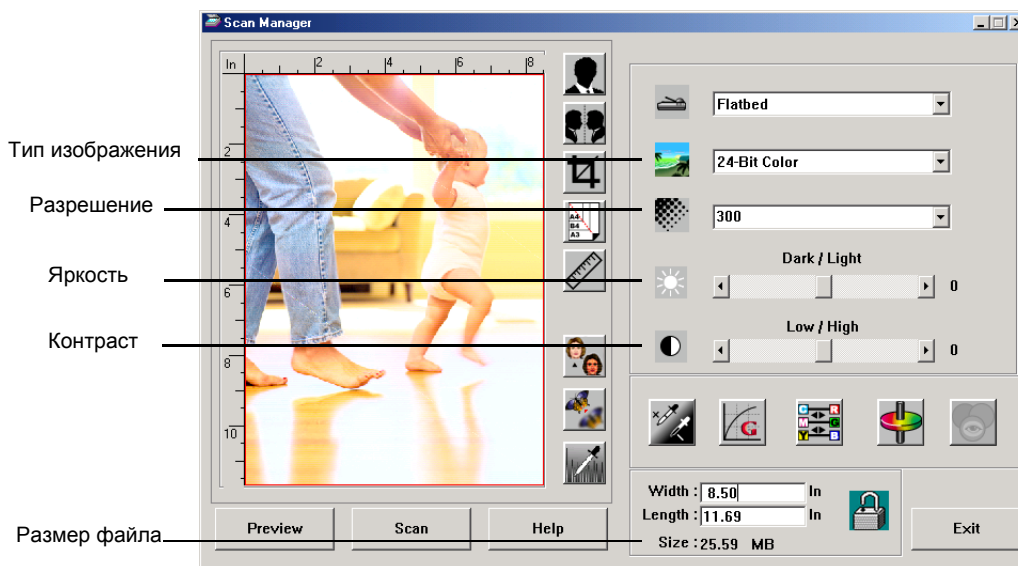 Scan Manager
In
2
4
6
8
2
4
6
8
10
A4
B4
A3
Тип изображения
Разрешение
Яркость
Контраст
Размер файла
Flatbed
24-Bit Color
300
Dark / Light
0
Low / High
0
G
C R
M G
Y B
Width : 8.50 In
Length : 11.69 In
Size : 25.59 MB
Preview
Scan
Help
Exit